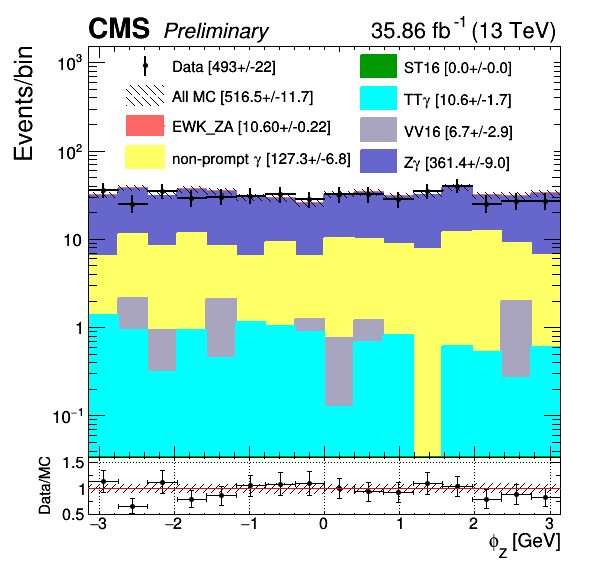 CMS Preliminary 35.86 fb⁻¹ (13 TeV)
Events/bin
10³
10²
10
1
10⁻¹
Data [493+/-22]
All MC [516.5+/-11.7]
EWK_ZA [10.60+/-0.22]
non-prompt γ [127.3+/-6.8]
ST16 [0.0+/-0.0]
TTγ [10.6+/-1.7]
VV16 [6.7+/-2.9]
Zγ [361.4+/-9.0]
Data/MC
1.5
1
0.5
−3 −2 −1 0 1 2 3
ϕ_Z [GeV]